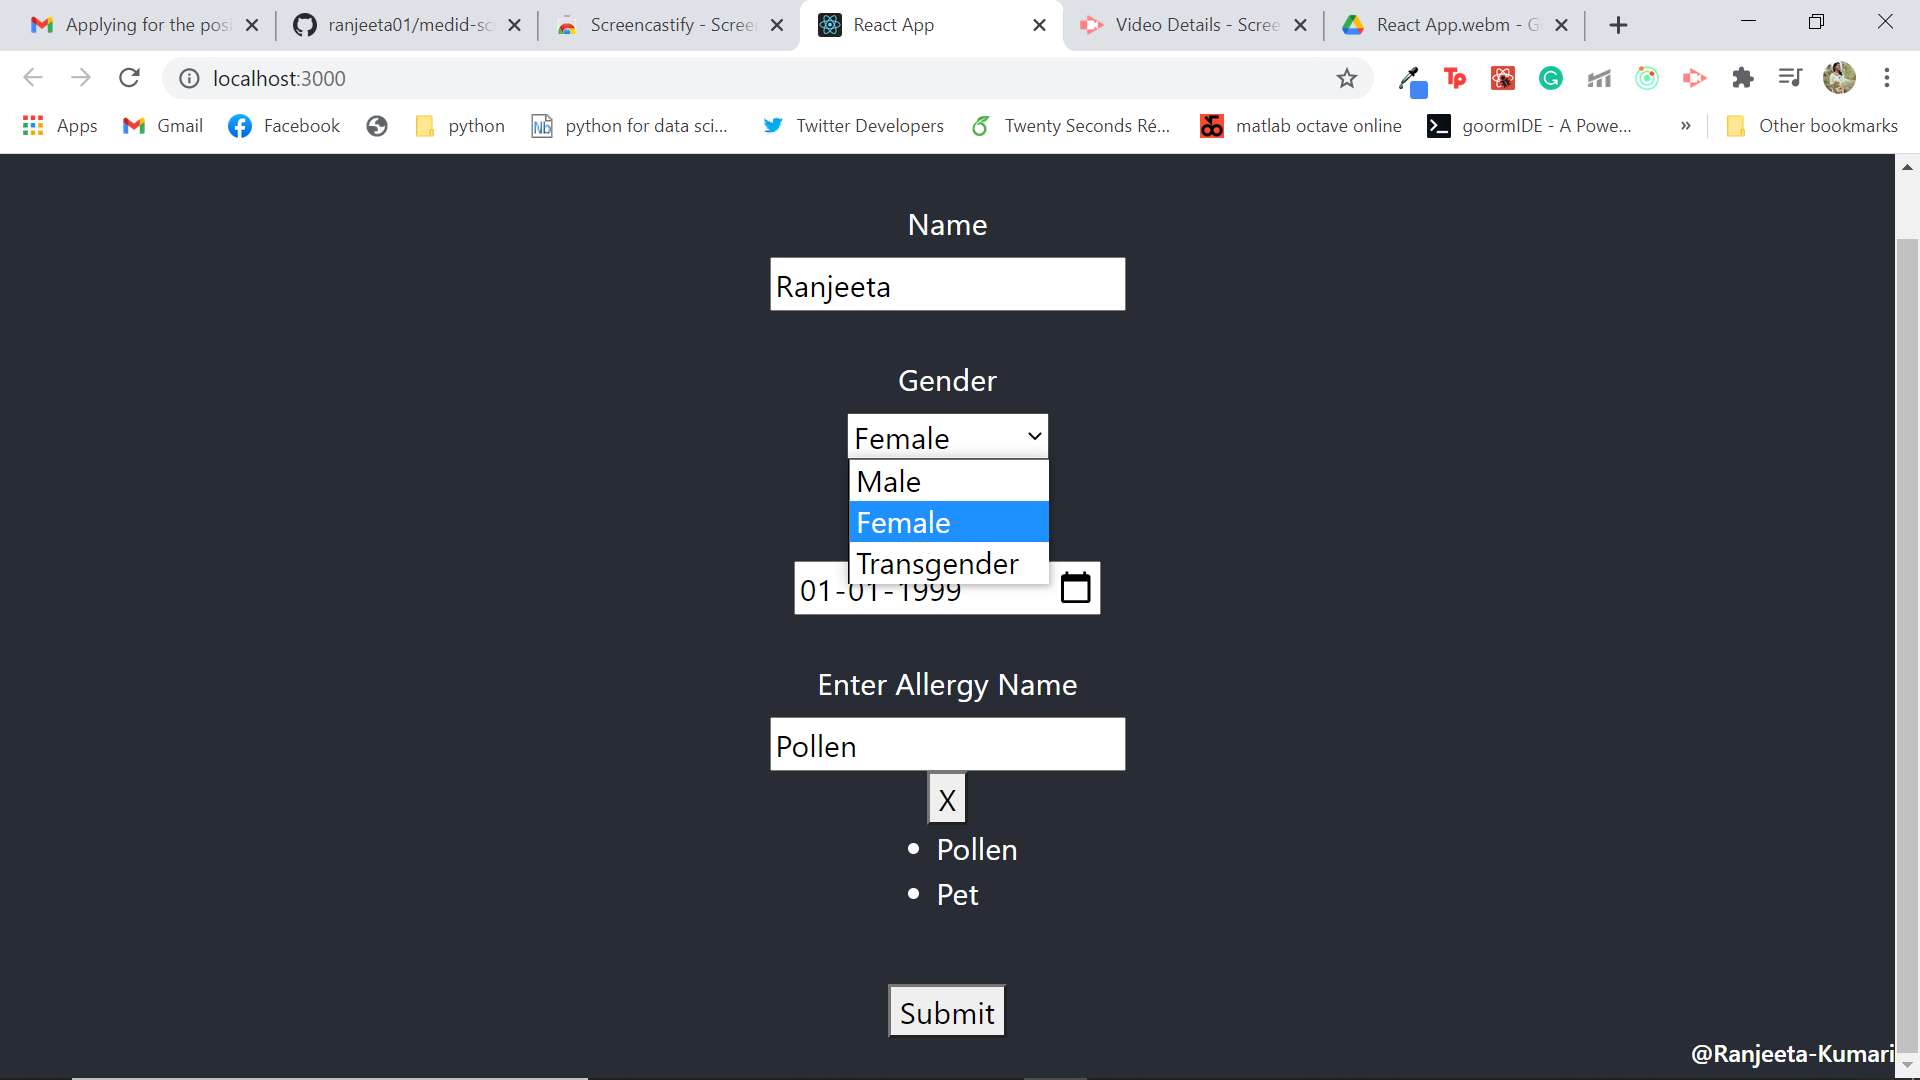 Applying for the posi
ranjeeta01/medid-sc
Screencastify - Screen
React App
Video Details - Scree
React App.webm - G
localhost:3000
Apps
Gmail
Facebook
python
python for data sci...
Twitter Developers
Twenty Seconds Ré...
matlab octave online
goormIDE - A Powe...
»
Other bookmarks
Name
Ranjeeta
Gender
Female
Male
Female
Transgender
01-01-1999
Enter Allergy Name
Pollen
X
• Pollen
• Pet
Submit
@Ranjeeta-Kumari